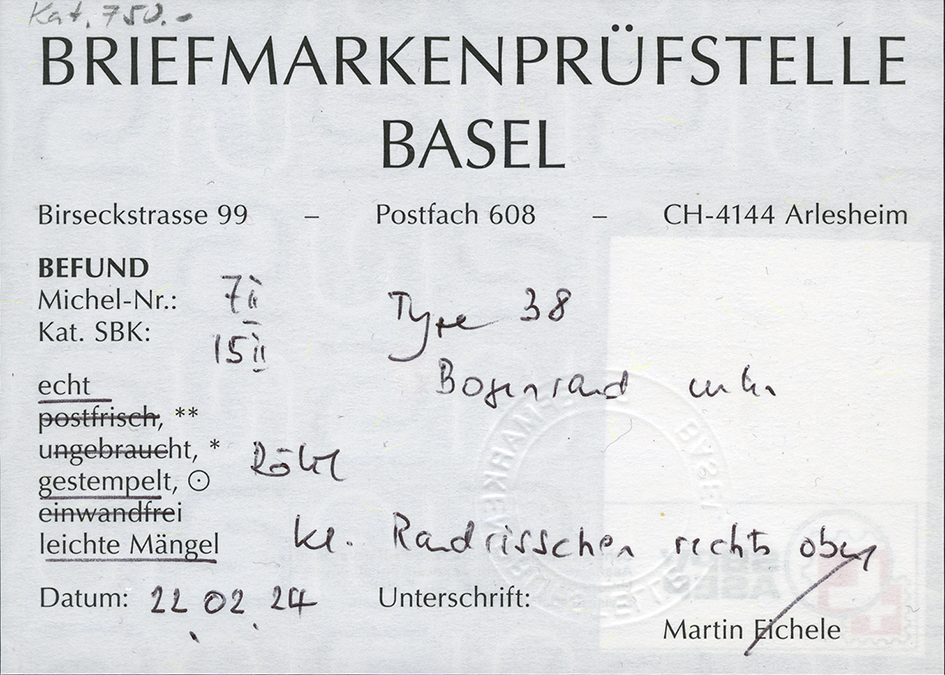 Kat. 750.-
BRIEFMARKENPRÜFSTELLE
BASEL
Birseckstrasse 99 – Postfach 608 – CH-4144 Arlesheim
BEFUND
Michel-Nr.: 7II Type 38
Kat. SBK: 15II
Bogenrand unten
echt
postfrisch, **
ungebraucht, * Rötel
gestempelt, ⊙
einwandfrei
leichte Mängel kl. Randrisschen rechts oben
Datum: 22.02.24 Unterschrift:
Martin Eichele